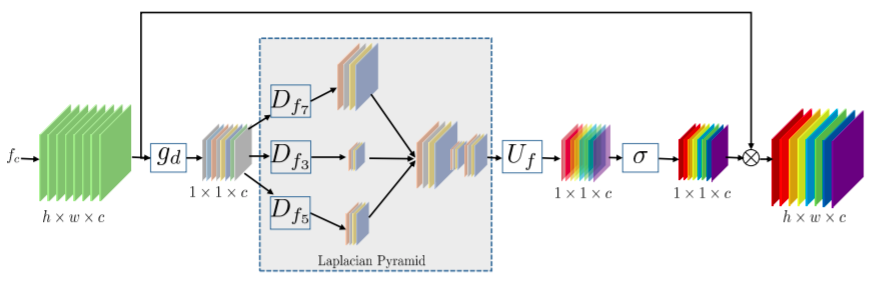 f_c
h × w × c
g_d
1 × 1 × c
D_{f_7}
D_{f_3}
D_{f_5}
Laplacian Pyramid
U_f
1 × 1 × c
σ
1 × 1 × c
⊗
h × w × c